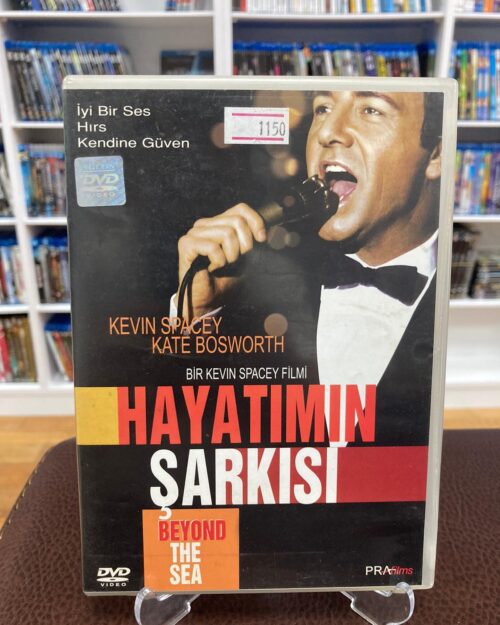 İyi Bir Ses
Hırs
Kendine Güven
1150
DVD
VIDEO
KEVIN SPACEY
KATE BOSWORTH
BİR KEVIN SPACEY FİLMİ
HAYATIMIN
ŞARKISI
BEYOND
THE
SEA
DVD
VIDEO
PRAfilms